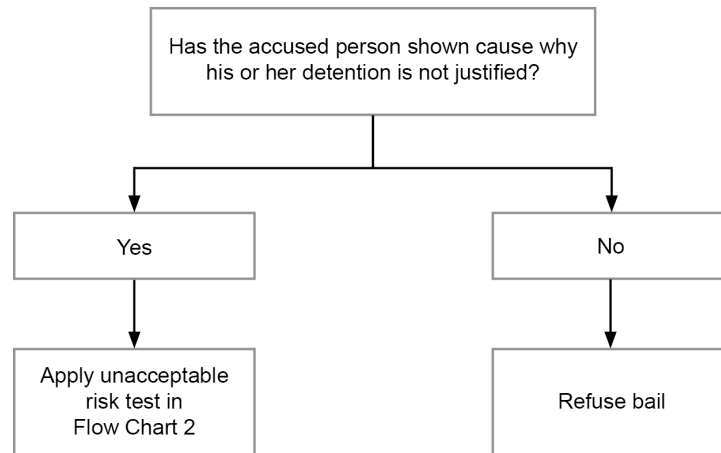 Has the accused person shown cause why
his or her detention is not justified?
Yes
No
Apply unacceptable
risk test in
Flow Chart 2
Refuse bail